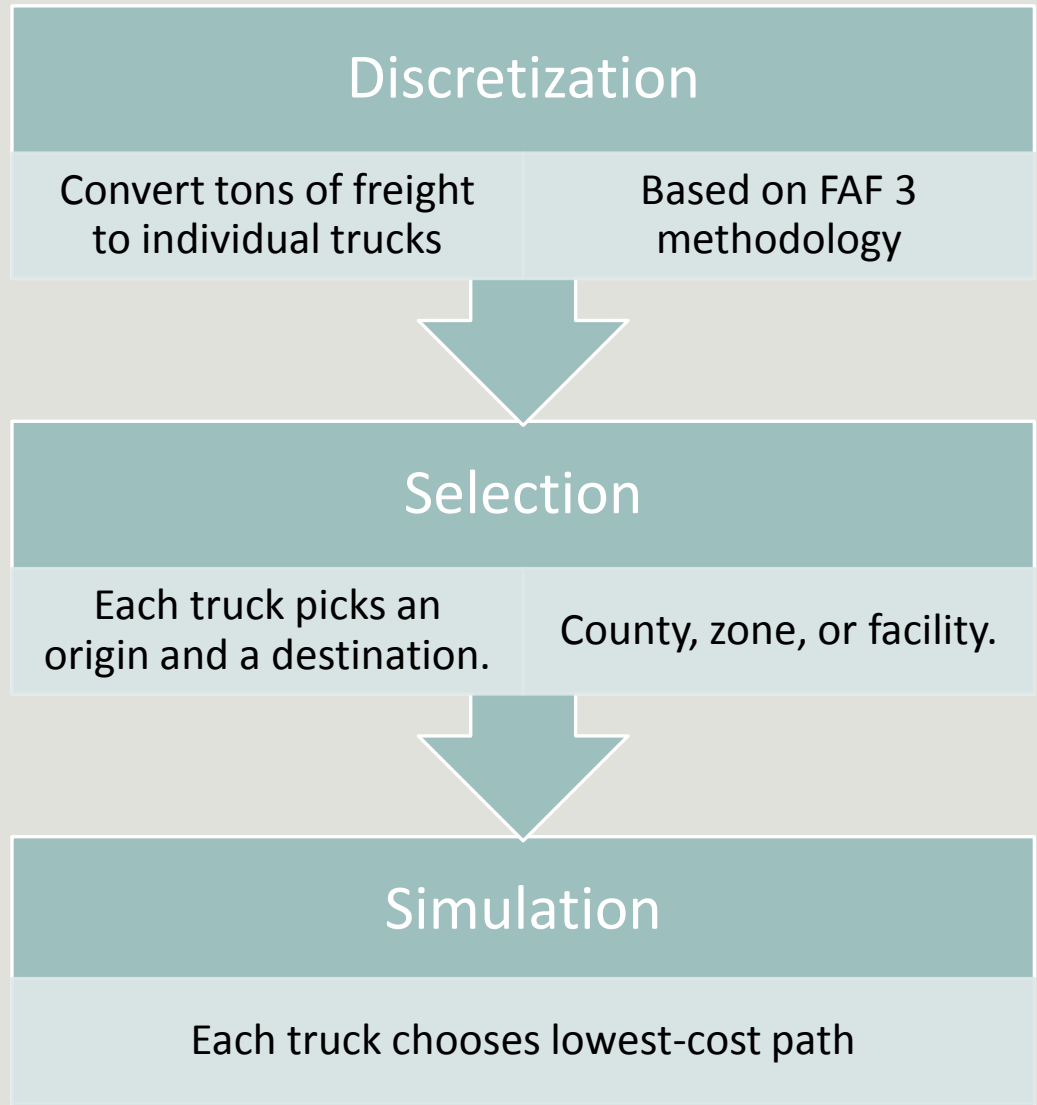 Discretization
Convert tons of freight
to individual trucks
Based on FAF 3
methodology
Selection
Each truck picks an
origin and a destination.
County, zone, or facility.
Simulation
Each truck chooses lowest-cost path